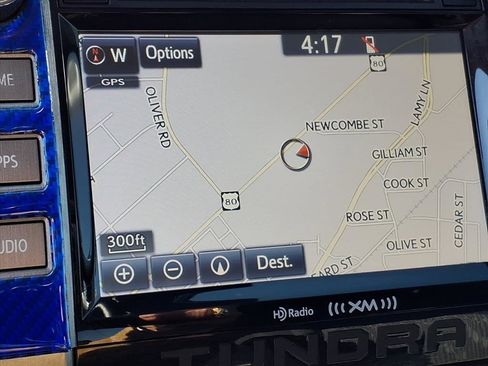 N W Options
4:17
80
GPS
OLIVER RD
LAMY LN
NEWCOMBE ST
GILLIAM ST
COOK ST
80
ROSE ST
CEDAR ST
OLIVE ST
300ft
EARD ST
Dest.
ME
PPS
UDIO
HD Radio
XM
TUNDRA